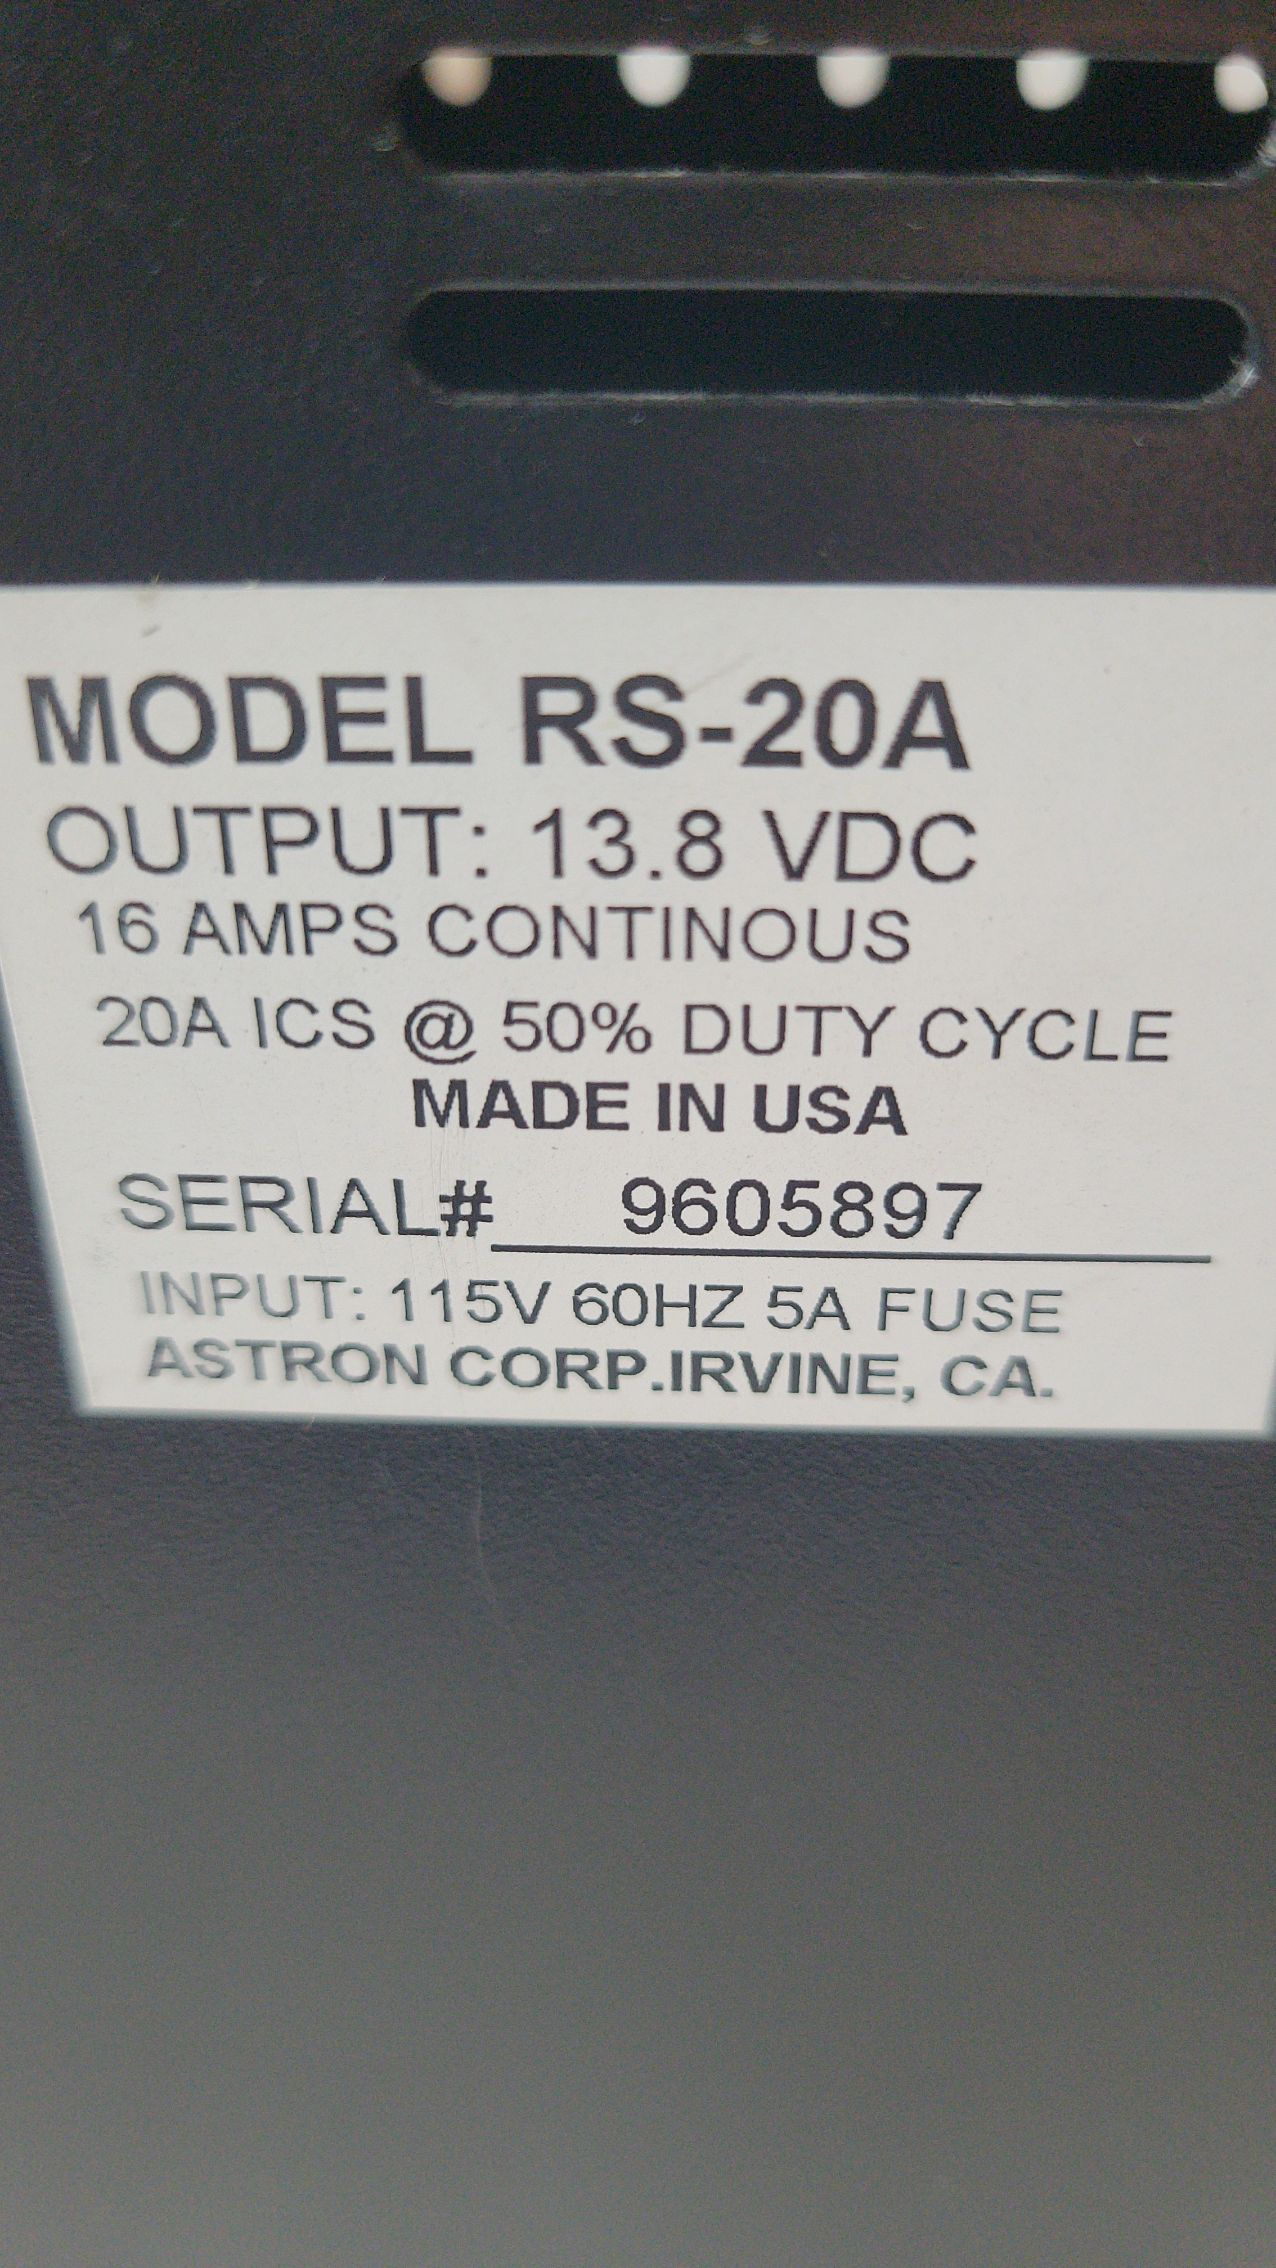 MODEL RS-20A
OUTPUT: 13.8 VDC
16 AMPS CONTINOUS
20A ICS @ 50% DUTY CYCLE
MADE IN USA
SERIAL# 9605897
INPUT: 115V 60HZ 5A FUSE
ASTRON CORP.IRVINE, CA.